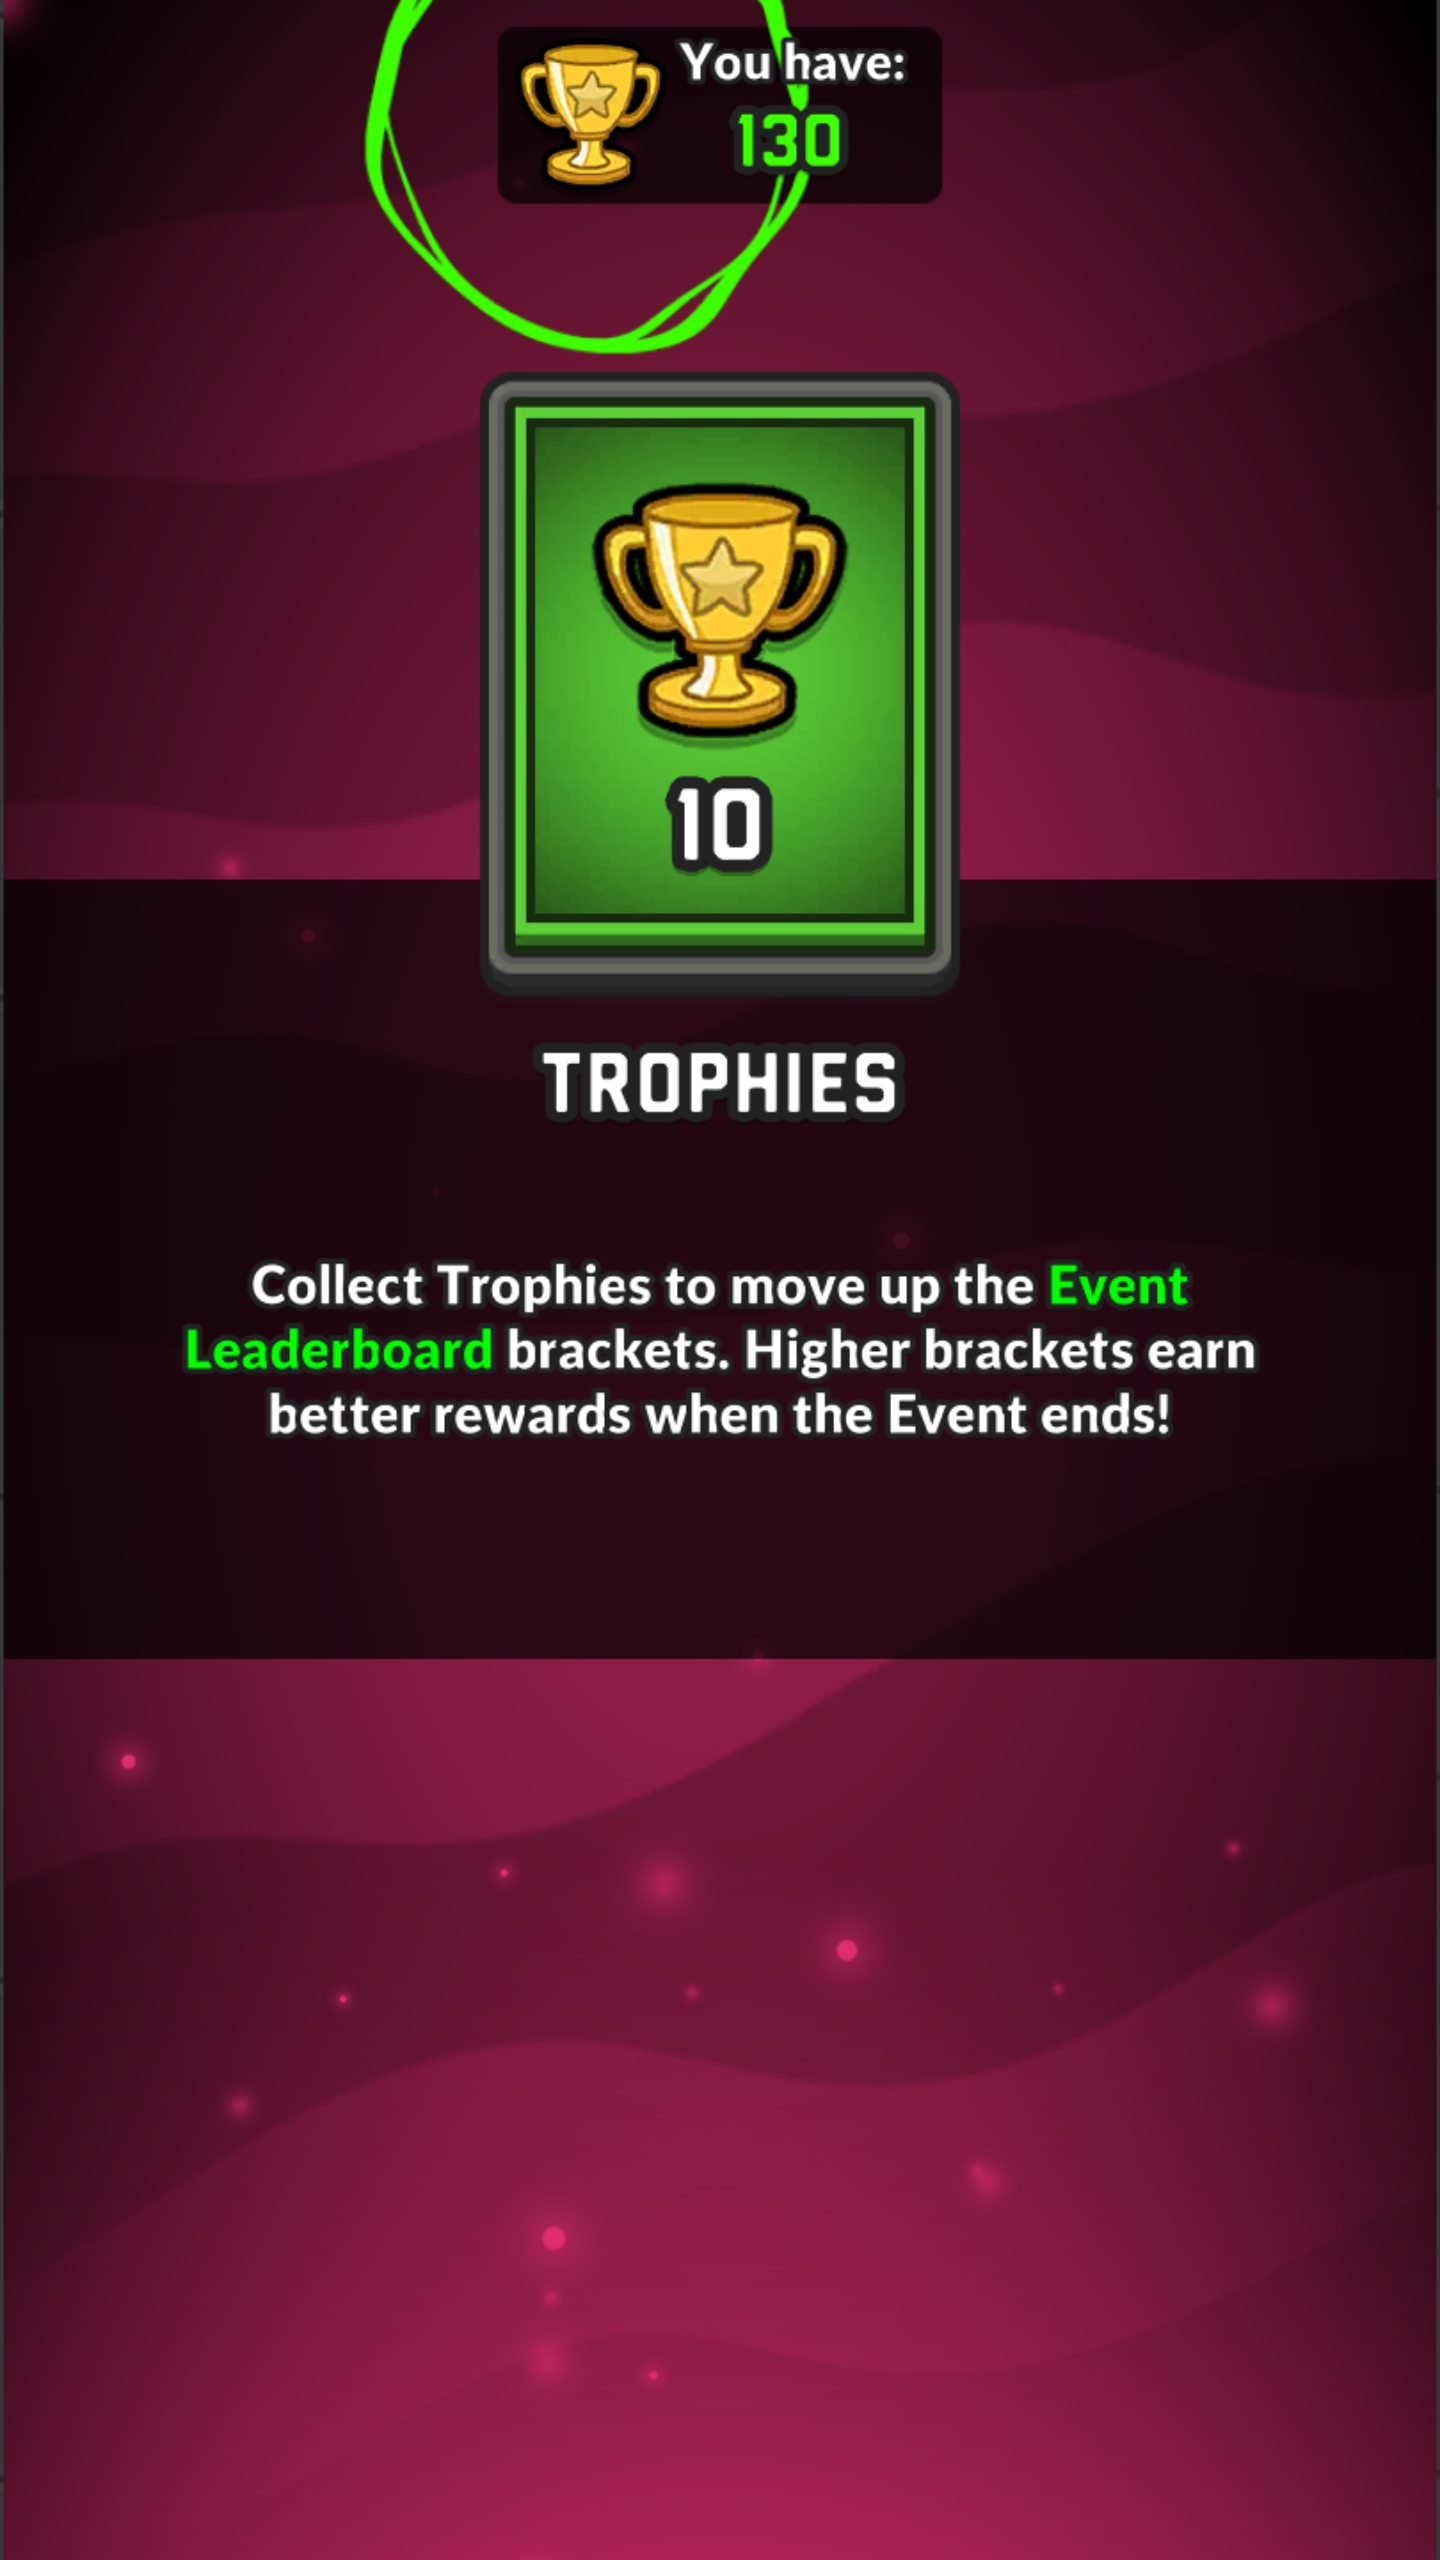 You have:
130
10
TROPHIES
Collect Trophies to move up the Event
Leaderboard brackets. Higher brackets earn
better rewards when the Event ends!